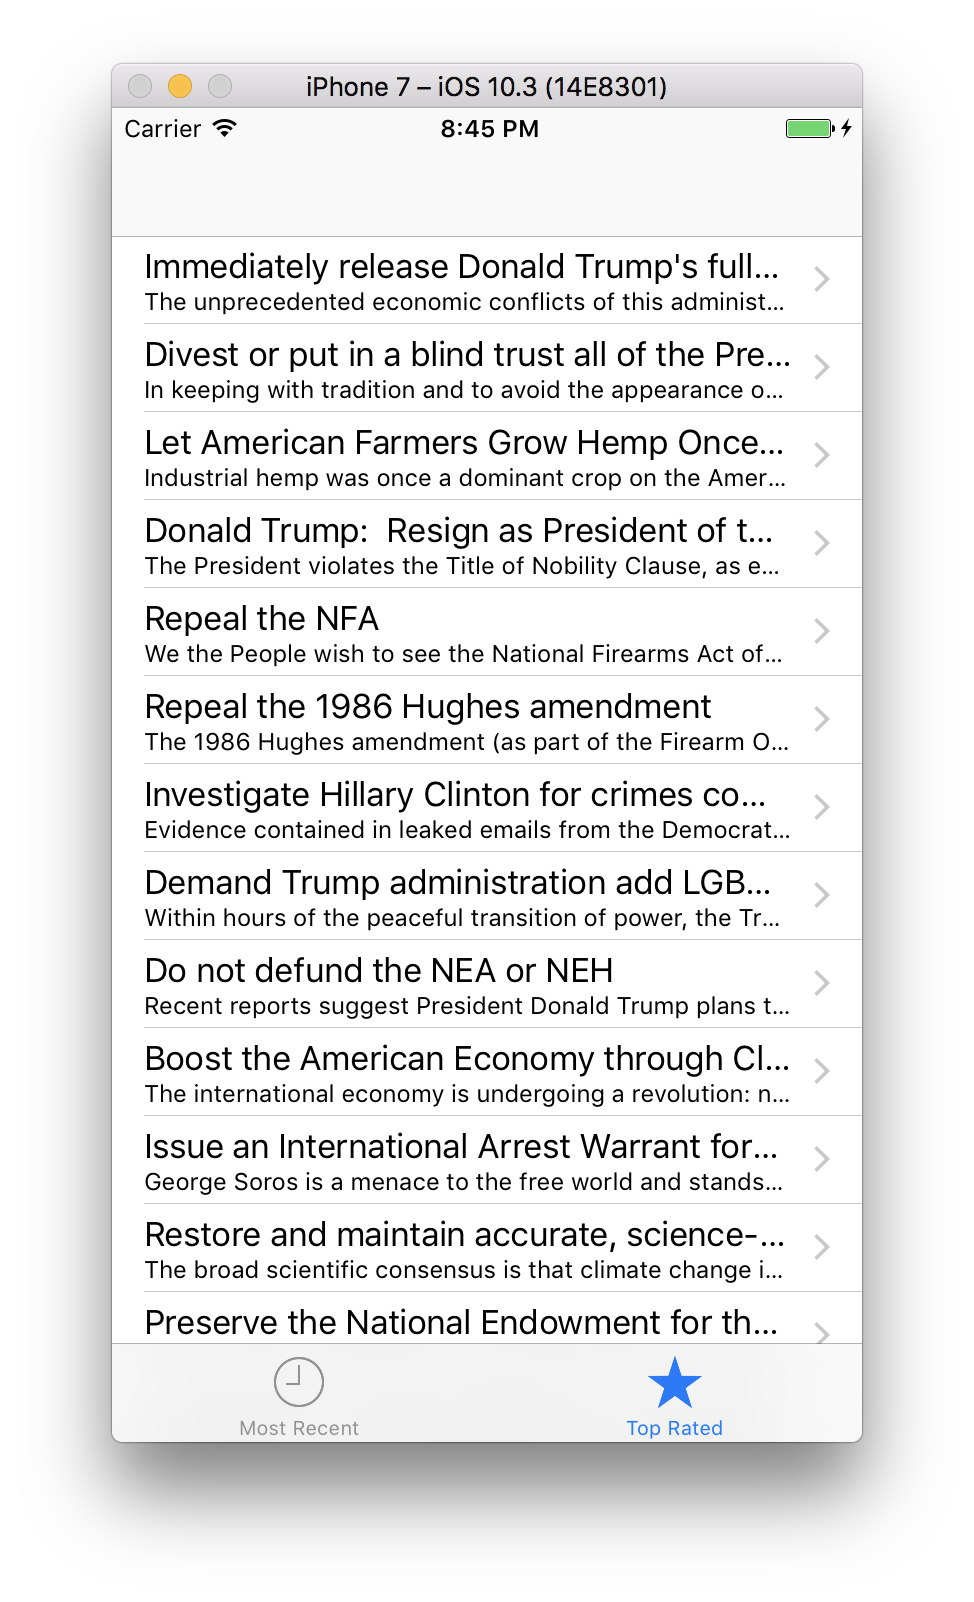 iPhone 7 – iOS 10.3 (14E8301)
Carrier 8:45 PM
Immediately release Donald Trump's full...
The unprecedented economic conflicts of this administ...
Divest or put in a blind trust all of the Pre...
In keeping with tradition and to avoid the appearance o...
Let American Farmers Grow Hemp Once...
Industrial hemp was once a dominant crop on the Amer...
Donald Trump:  Resign as President of t...
The President violates the Title of Nobility Clause, as e...
Repeal the NFA
We the People wish to see the National Firearms Act of...
Repeal the 1986 Hughes amendment
The 1986 Hughes amendment (as part of the Firearm O...
Investigate Hillary Clinton for crimes co...
Evidence contained in leaked emails from the Democrat...
Demand Trump administration add LGB...
Within hours of the peaceful transition of power, the Tr...
Do not defund the NEA or NEH
Recent reports suggest President Donald Trump plans t...
Boost the American Economy through Cl...
The international economy is undergoing a revolution: n...
Issue an International Arrest Warrant for...
George Soros is a menace to the free world and stands...
Restore and maintain accurate, science-...
The broad scientific consensus is that climate change i...
Preserve the National Endowment for th...
Most Recent Top Rated